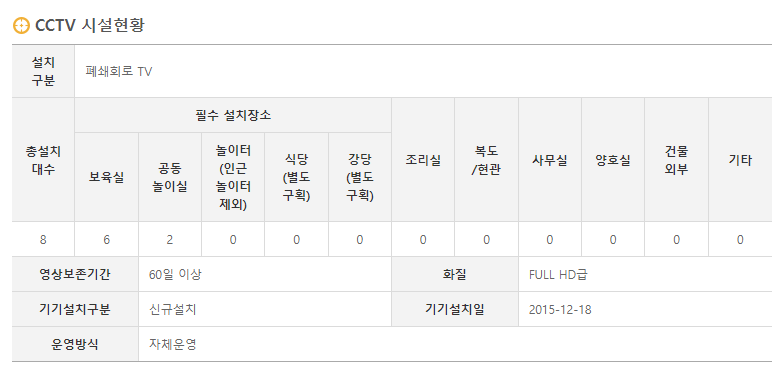 CCTV 시설현황
설치
구분
폐쇄회로 TV
총설치
대수
필수 설치장소
보육실
공동
놀이실
놀이터
(인근
놀이터
제외)
식당
(별도
구획)
강당
(별도
구획)
조리실
복도
/현관
사무실
양호실
건물
외부
기타
8 6 2 0 0 0 0 0 0 0 0 0
영상보존기간 60일 이상 화질 FULL HD급
기기설치구분 신규설치 기기설치일 2015-12-18
운영방식 자체운영